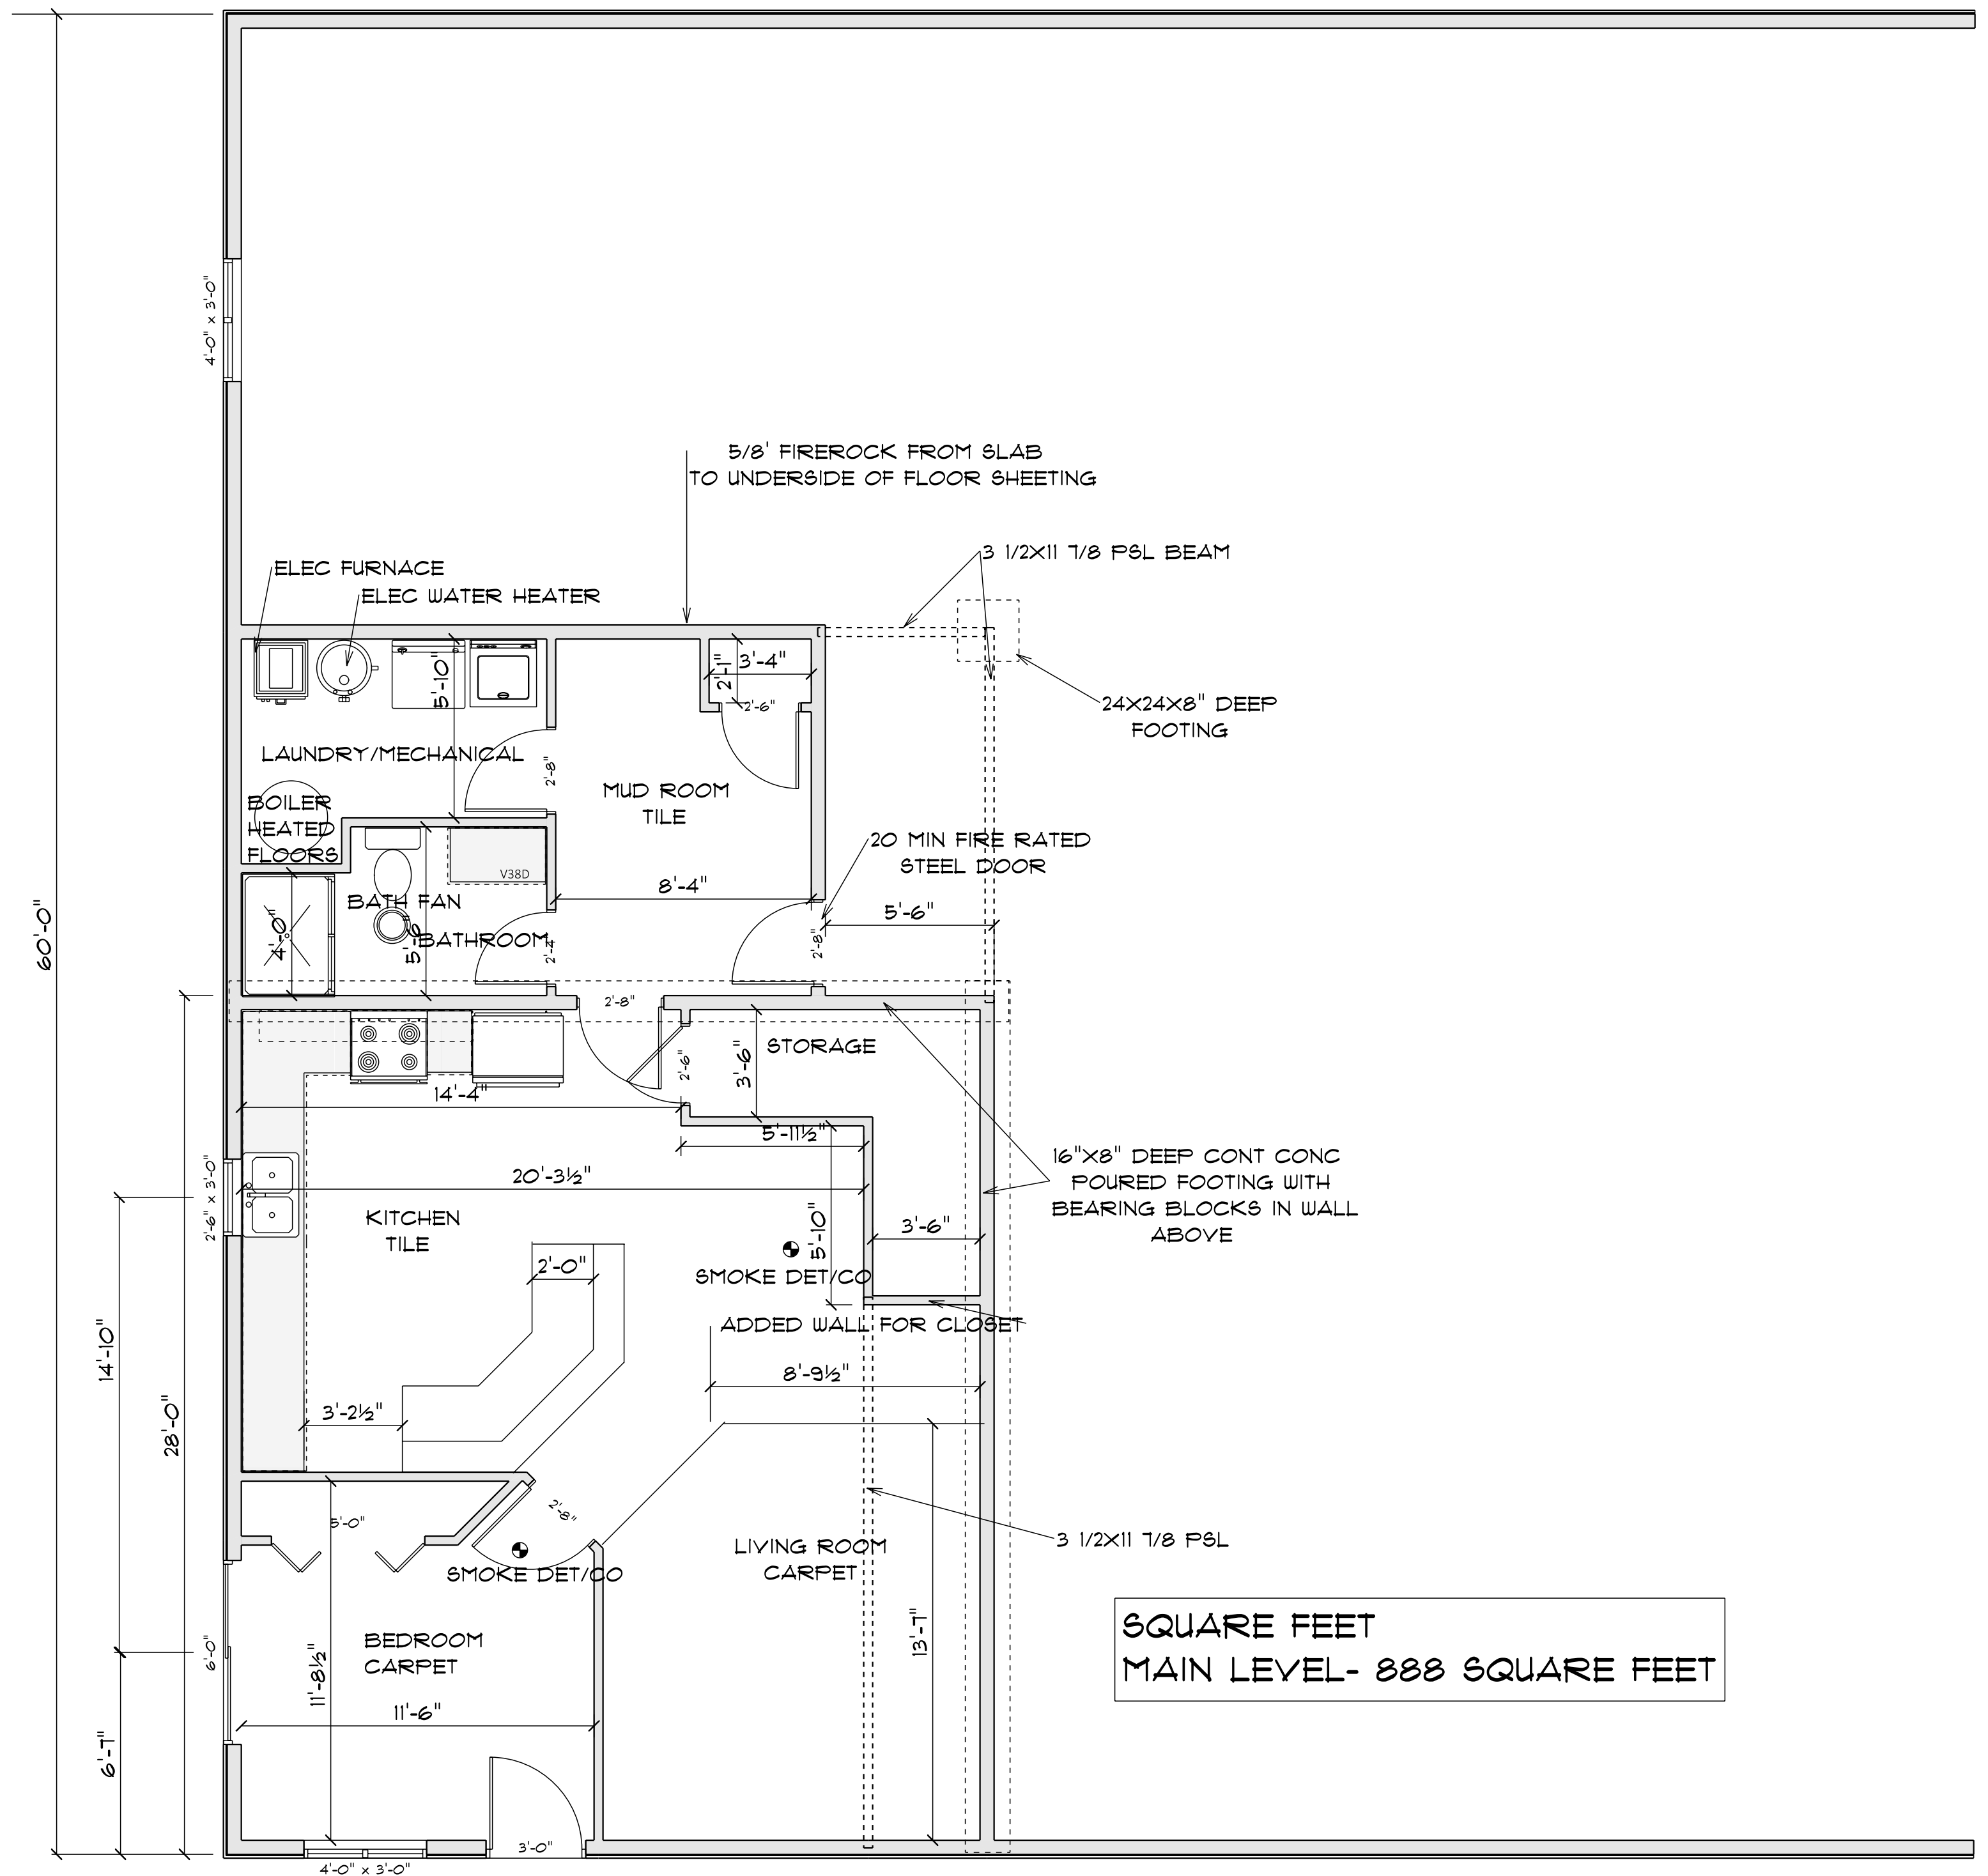 4'-0" x 3'-0"
5/8' FIREROCK FROM SLAB
TO UNDERSIDE OF FLOOR SHEETING
3 1/2X11 7/8 PSL BEAM
ELEC FURNACE
ELEC WATER HEATER
5'-10"
2'-1"
3'-4"
2'-6"
24X24X8" DEEP
FOOTING
LAUNDRY/MECHANICAL
2'-8"
MUD ROOM
TILE
BOILER
HEATED
FLOORS
20 MIN FIRE RATED
STEEL DOOR
V38D
8'-4"
BATH FAN
5'-6"
60'-0"
4'-0"
5'-6"
BATHROOM
2'-4"
2'-8"
2'-8"
STORAGE
3'-6"
2'-6"
14'-4"
5'-11½"
16"X8" DEEP CONT CONC
POURED FOOTING WITH
BEARING BLOCKS IN WALL
ABOVE
2'-6" x 3'-0"
20'-3½"
KITCHEN
TILE
5'-10"
3'-6"
2'-0"
SMOKE DET/CO
ADDED WALL FOR CLOSET
14'-10"
8'-9½"
28'-0"
3'-2½"
2'-8"
5'-0"
3 1/2X11 7/8 PSL
LIVING ROOM
CARPET
SMOKE DET/CO
SQUARE FEET
MAIN LEVEL- 888 SQUARE FEET
13'-7"
6'-0"
BEDROOM
CARPET
11'-8½"
11'-6"
6'-7"
3'-0"
4'-0" x 3'-0"